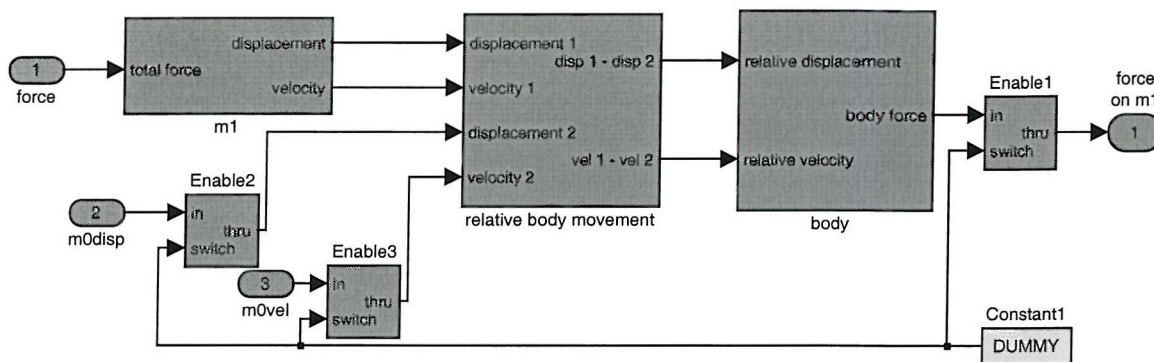 1
force
total force
displacement
velocity
m1
displacement 1
disp 1 - disp 2
velocity 1
displacement 2
vel 1 - vel 2
velocity 2
relative body movement
relative displacement
body force
relative velocity
body
Enable1
in
thru
switch
force
on m1
1
Enable2
2
m0disp
in
thru
switch
Enable3
3
m0vel
in
thru
switch
Constant1
DUMMY